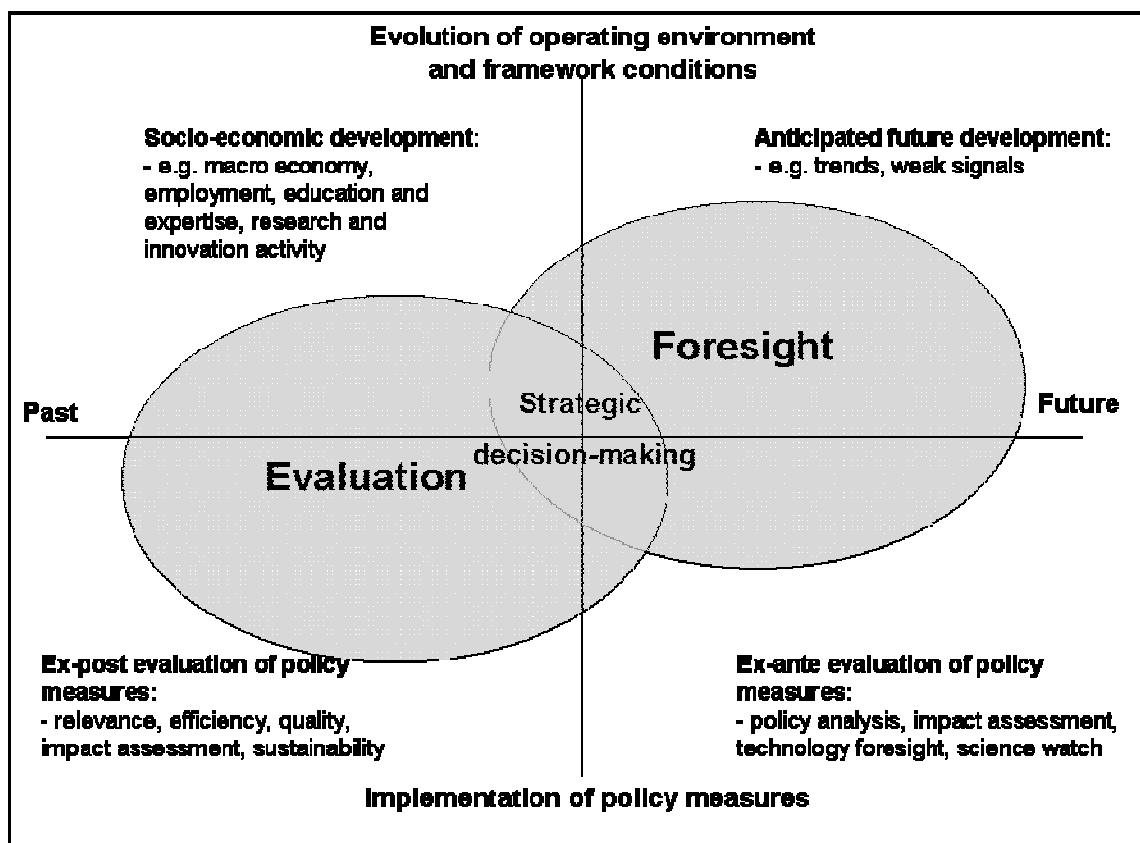 Evolution of operating environment
and framework conditions
Socio-economic development:
- e.g. macro economy,
employment, education and
expertise, research and
innovation activity
Anticipated future development:
- e.g. trends, weak signals
Foresight
Strategic
Past
Future
decision-making
Evaluation
Ex-post evaluation of policy
measures:
- relevance, efficiency, quality,
impact assessment, sustainability
Ex-ante evaluation of policy
measures:
- policy analysis, impact assessment,
technology foresight, science watch
Implementation of policy measures